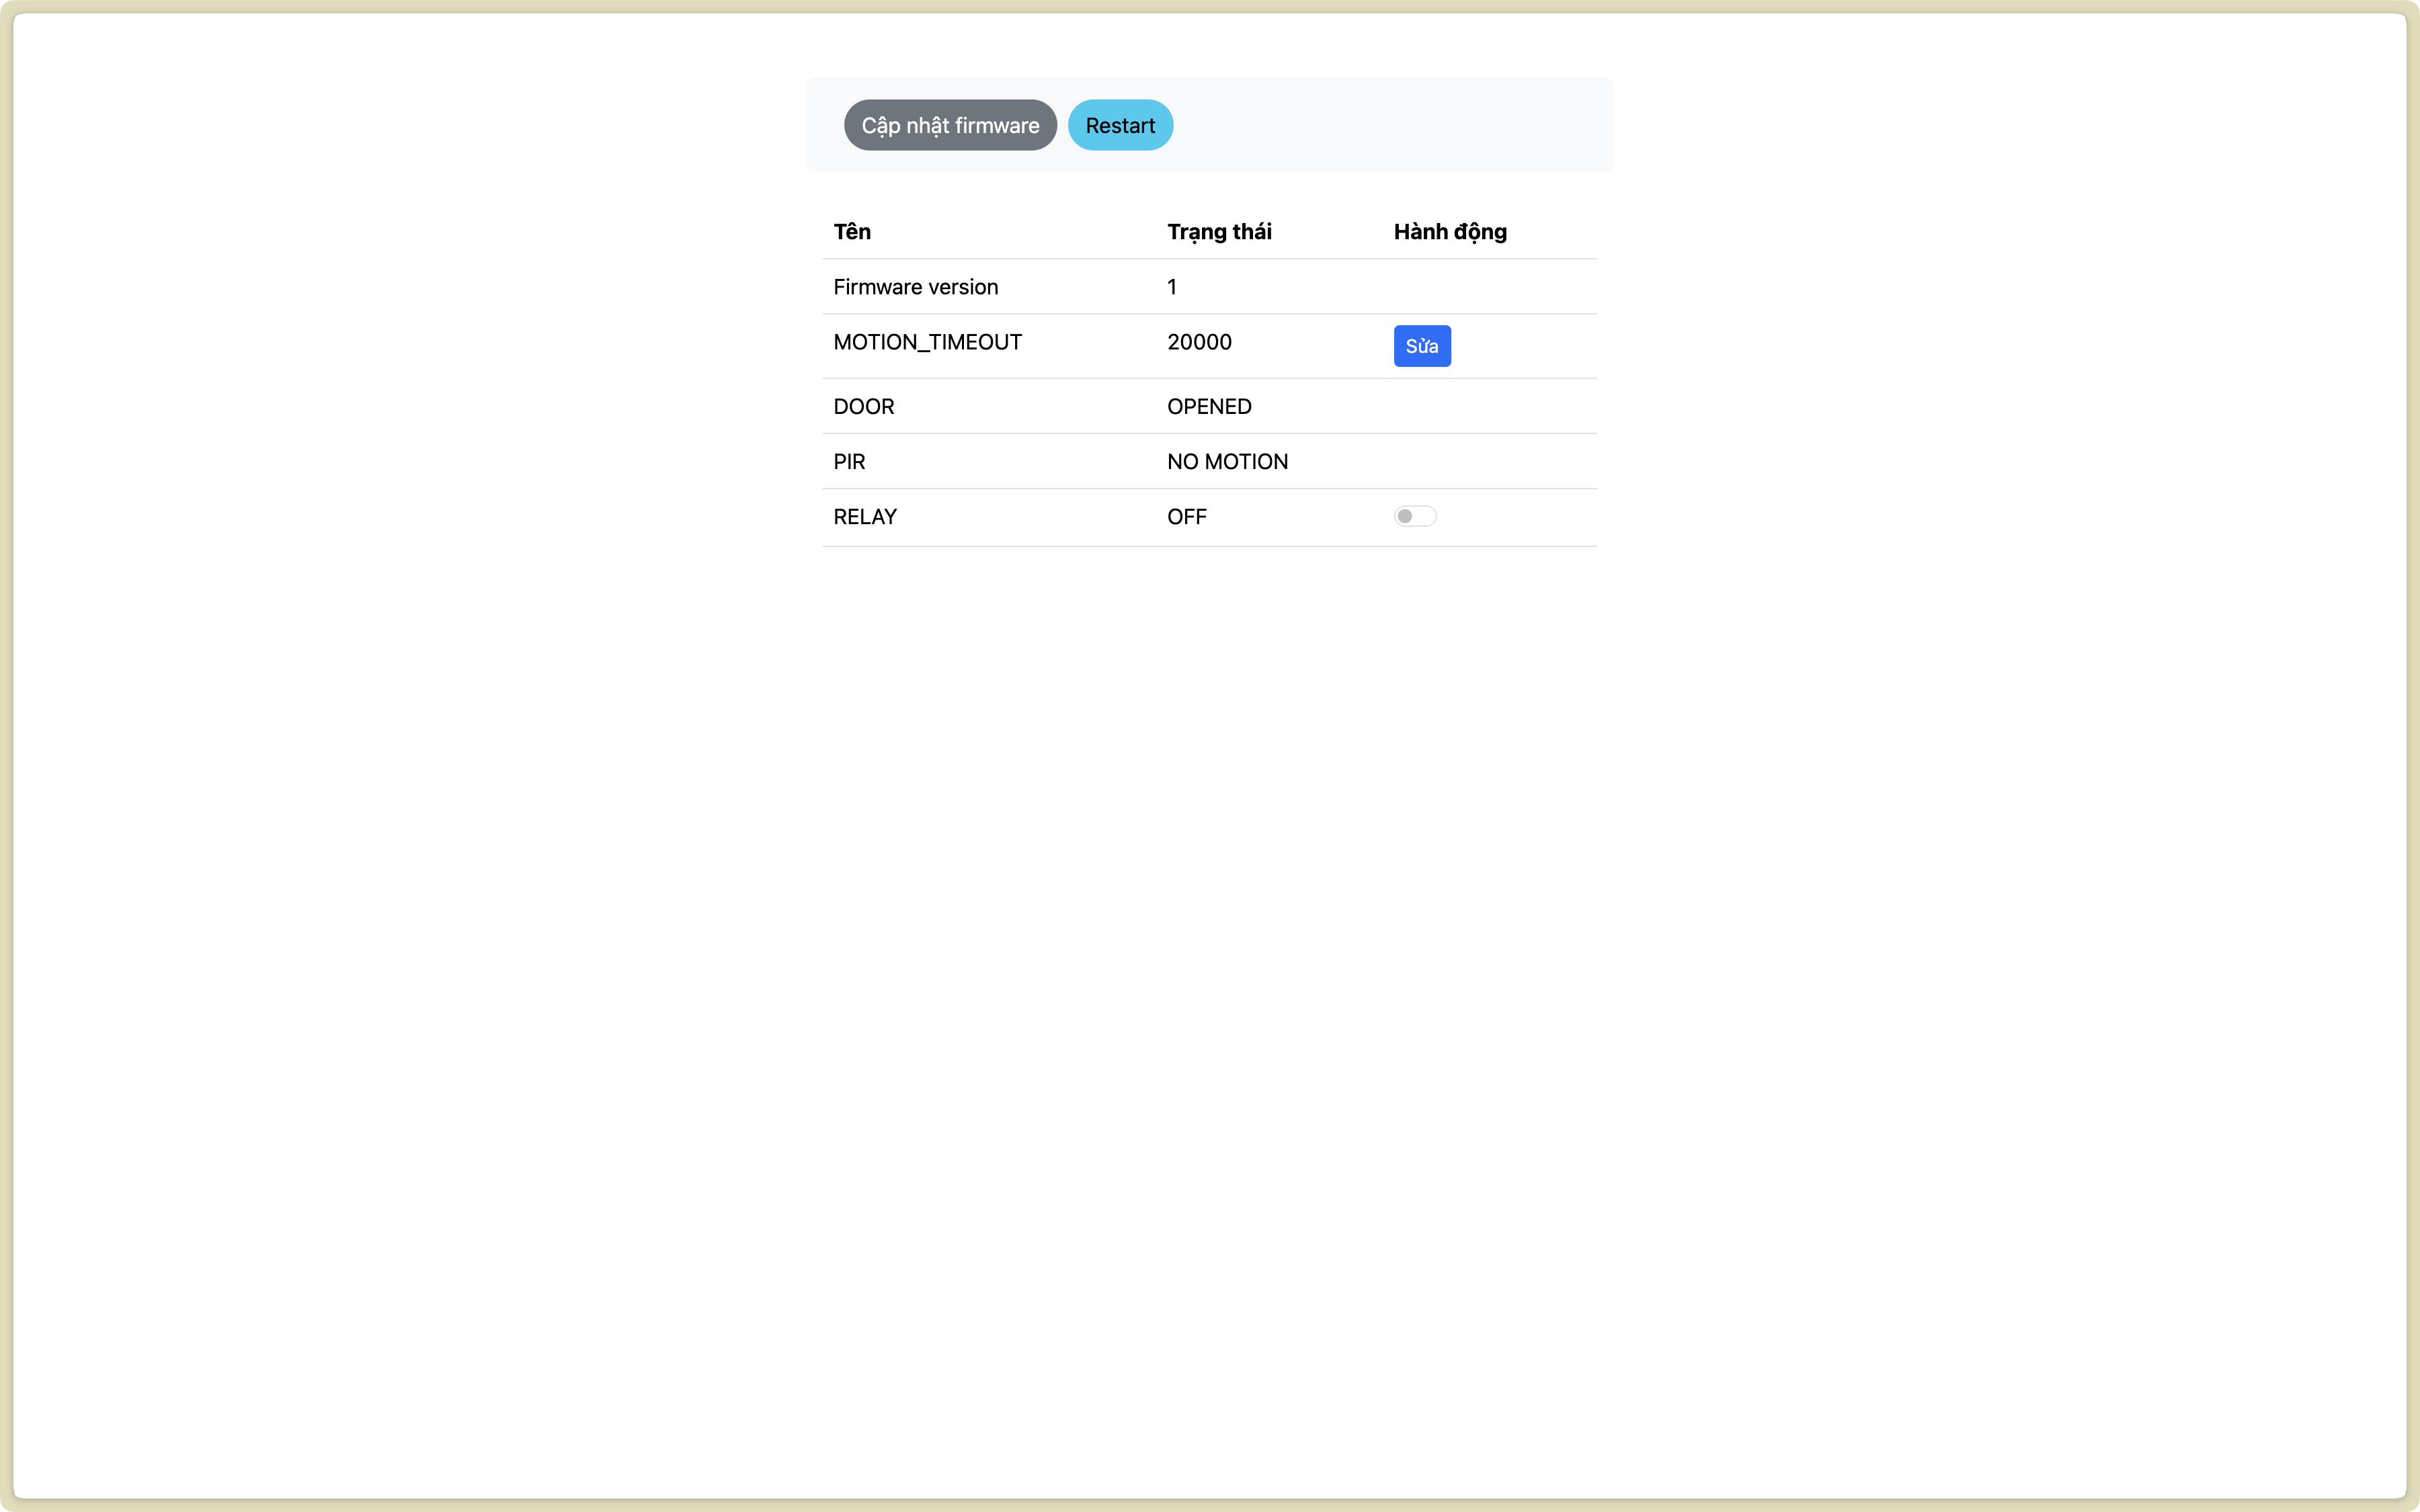 Cập nhật firmware Restart
Tên Trạng thái Hành động
Firmware version 1
MOTION_TIMEOUT 20000 Sửa
DOOR OPENED
PIR NO MOTION
RELAY OFF